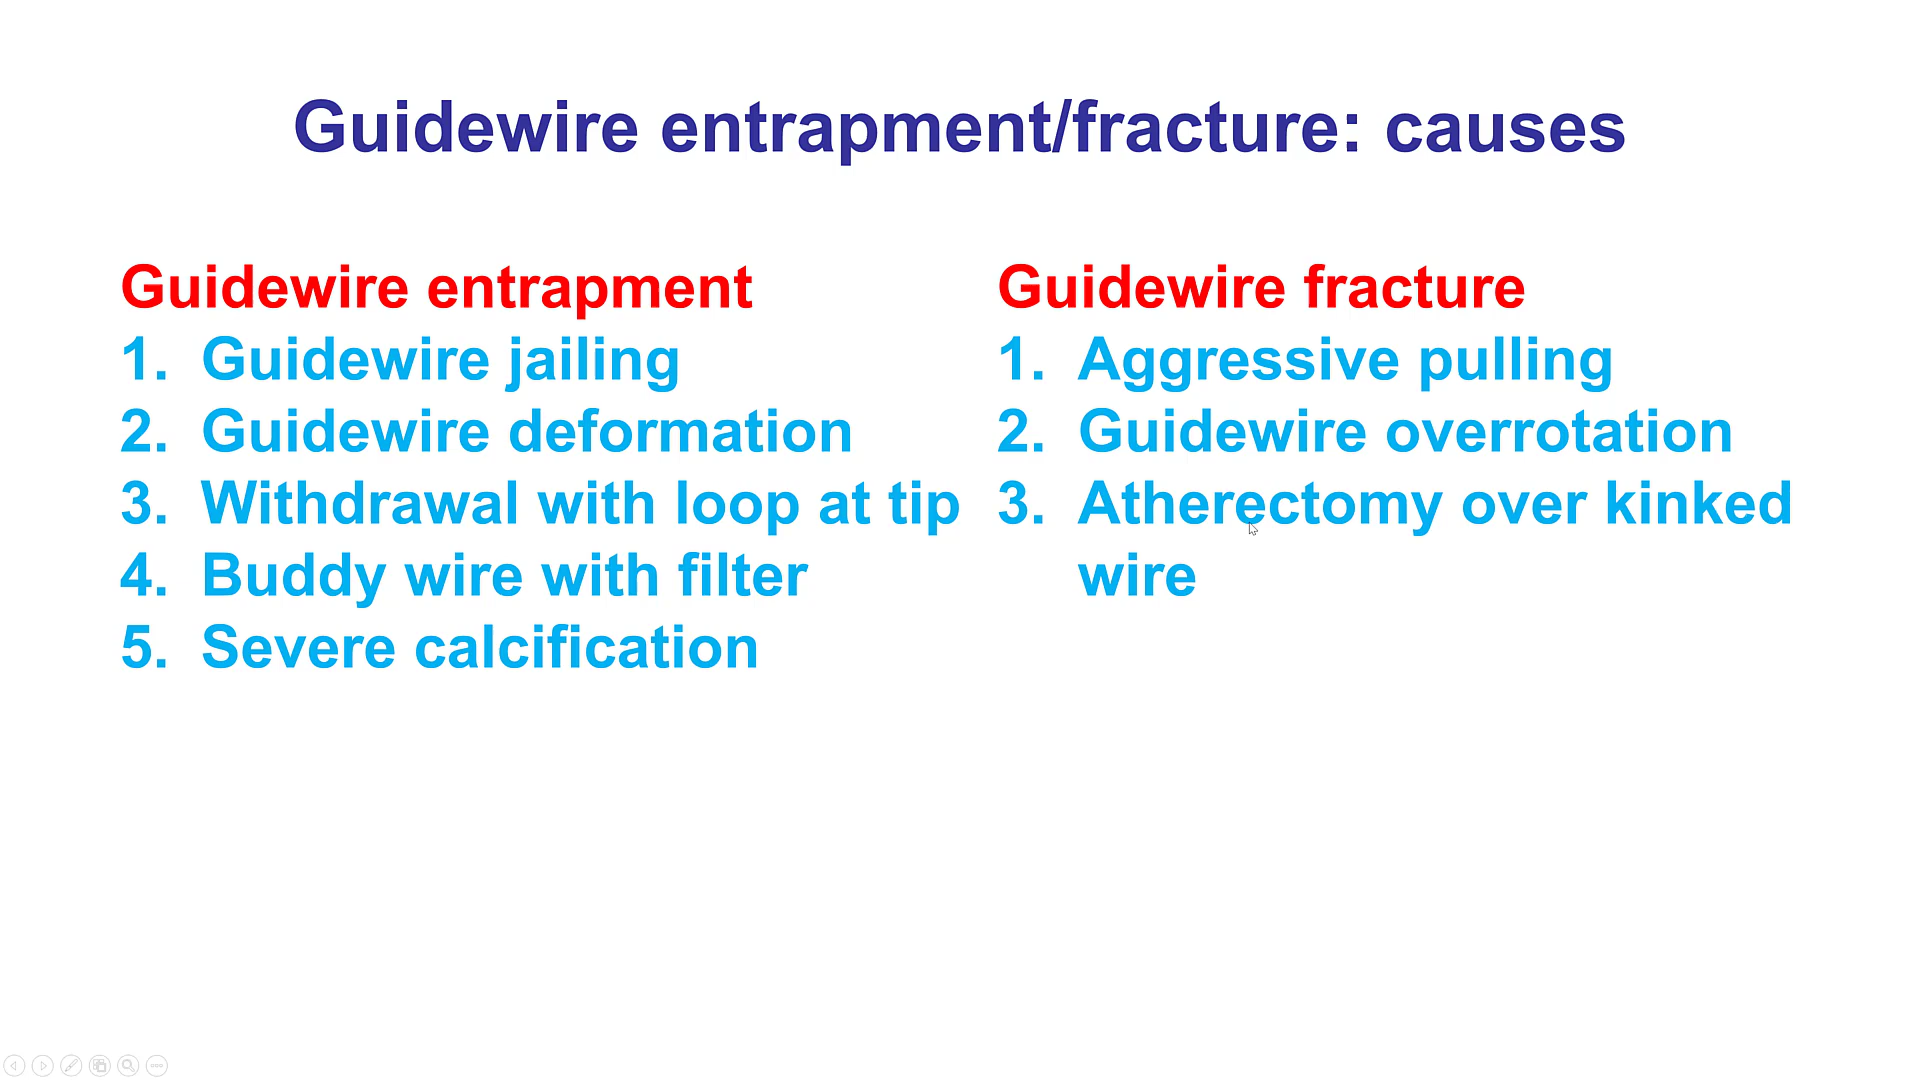 Guidewire entrapment/fracture: causes
Guidewire entrapment
1. Guidewire jailing
2. Guidewire deformation
3. Withdrawal with loop at tip
4. Buddy wire with filter
5. Severe calcification
Guidewire fracture
1. Aggressive pulling
2. Guidewire overrotation
3. Atherectomy over kinked
wire